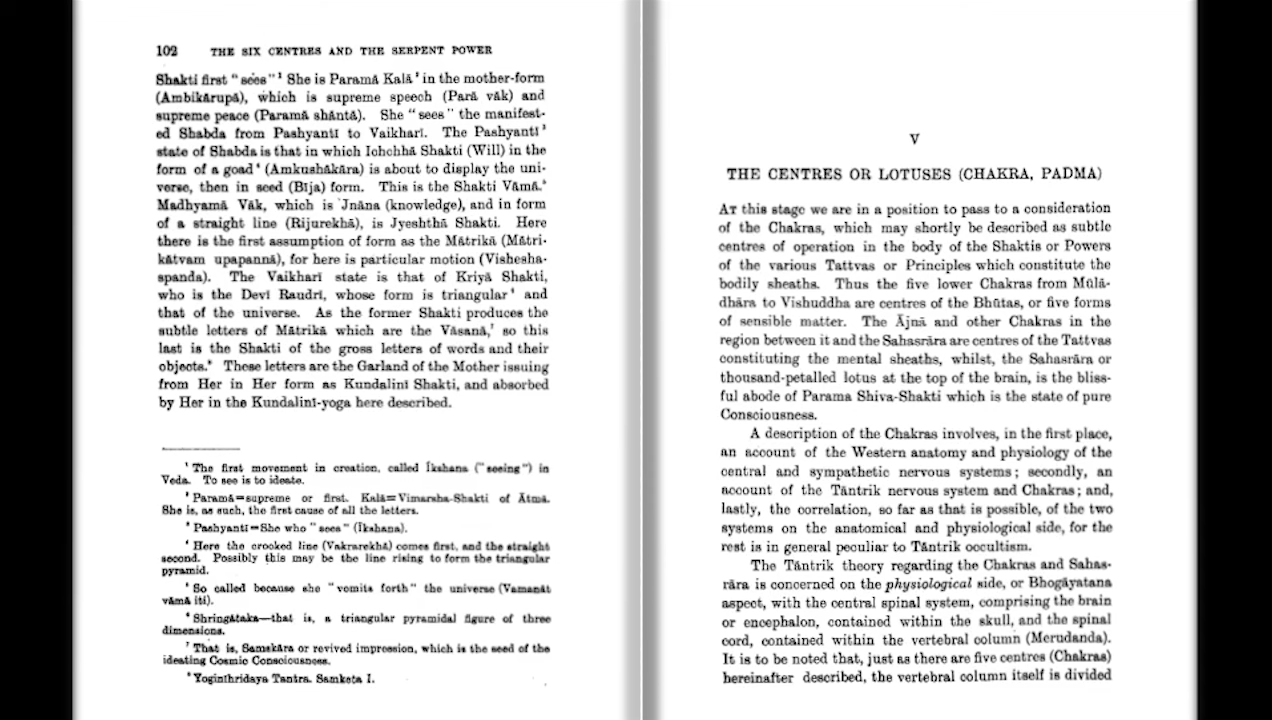 102 THE SIX CENTRES AND THE SERPENT POWER
Shakti first "sees"¹ She is Paramā Kalā² in the mother-form
(Ambikārupā), which is supreme speech (Parā vāk) and
supreme peace (Paramā shāntā). She "sees" the manifest-
ed Shabda from Pashyantī to Vaikharī. The Pashyantī³
state of Shabda is that in which Ichchhā Shakti (Will) in the
form of a goad⁴ (Amkushākāra) is about to display the uni-
verse, then in seed (Bīja) form. This is the Shakti Vāmā.⁵
Madhyamā Vāk, which is Jnāna (knowledge), and in form
of a straight line (Rijurekhā), is Jyeshthā Shakti. Here
there is the first assumption of form as the Mātrikā (Mātri-
kātvam upapannā), for here is particular motion (Vishesha-
spanda). The Vaikharī state is that of Kriyā Shakti,
who is the Devī Raudrī, whose form is triangular⁶ and
that of the universe. As the former Shakti produces the
subtle letters of Mātrikā which are the Vāsanā,⁷ so this
last is the Shakti of the gross letters of words and their
objects.⁸ These letters are the Garland of the Mother issuing
from Her in Her form as Kundalinī Shakti, and absorbed
by Her in the Kundalinī-yoga here described.
¹ The first movement in creation, called Īkshana ("seeing") in
Veda. To see is to ideate.
² Paramā=supreme or first. Kalā=Vimarsha-Shakti of Ātmā.
She is, as such, the first cause of all the letters.
³ Pashyantī=She who "sees" (Īkshana).
⁴ Here the crooked line (Vakrarekhā) comes first, and the straight
second. Possibly this may be the line rising to form the triangular
pyramid.
⁵ So called because she "vomits forth" the universe (Vamanāt
vāmā iti).
⁶ Shringātaka—that is, a triangular pyramidal figure of three
dimensions.
⁷ That is, Samskāra or revived impression, which is the seed of the
ideating Cosmic Consciousness.
⁸ Yoginīhridaya Tantra. Samketa I.
V
THE CENTRES OR LOTUSES (CHAKRA, PADMA)
AT this stage we are in a position to pass to a consideration
of the Chakras, which may shortly be described as subtle
centres of operation in the body of the Shaktis or Powers
of the various Tattvas or Principles which constitute the
bodily sheaths. Thus the five lower Chakras from Mūlā-
dhāra to Vishuddha are centres of the Bhūtas, or five forms
of sensible matter. The Ājnā and other Chakras in the
region between it and the Sahasrāra are centres of the Tattvas
constituting the mental sheaths, whilst, the Sahasrāra or
thousand-petalled lotus at the top of the brain, is the bliss-
ful abode of Parama Shiva-Shakti which is the state of pure
Consciousness.
A description of the Chakras involves, in the first place,
an account of the Western anatomy and physiology of the
central and sympathetic nervous systems; secondly, an
account of the Tāntrik nervous system and Chakras; and,
lastly, the correlation, so far as that is possible, of the two
systems on the anatomical and physiological side, for the
rest is in general peculiar to Tāntrik occultism.
The Tāntrik theory regarding the Chakras and Sahas-
rāra is concerned on the physiological side, or Bhogāyatana
aspect, with the central spinal system, comprising the brain
or encephalon, contained within the skull, and the spinal
cord, contained within the vertebral column (Merudanda).
It is to be noted that, just as there are five centres (Chakras)
hereinafter described, the vertebral column itself is divided